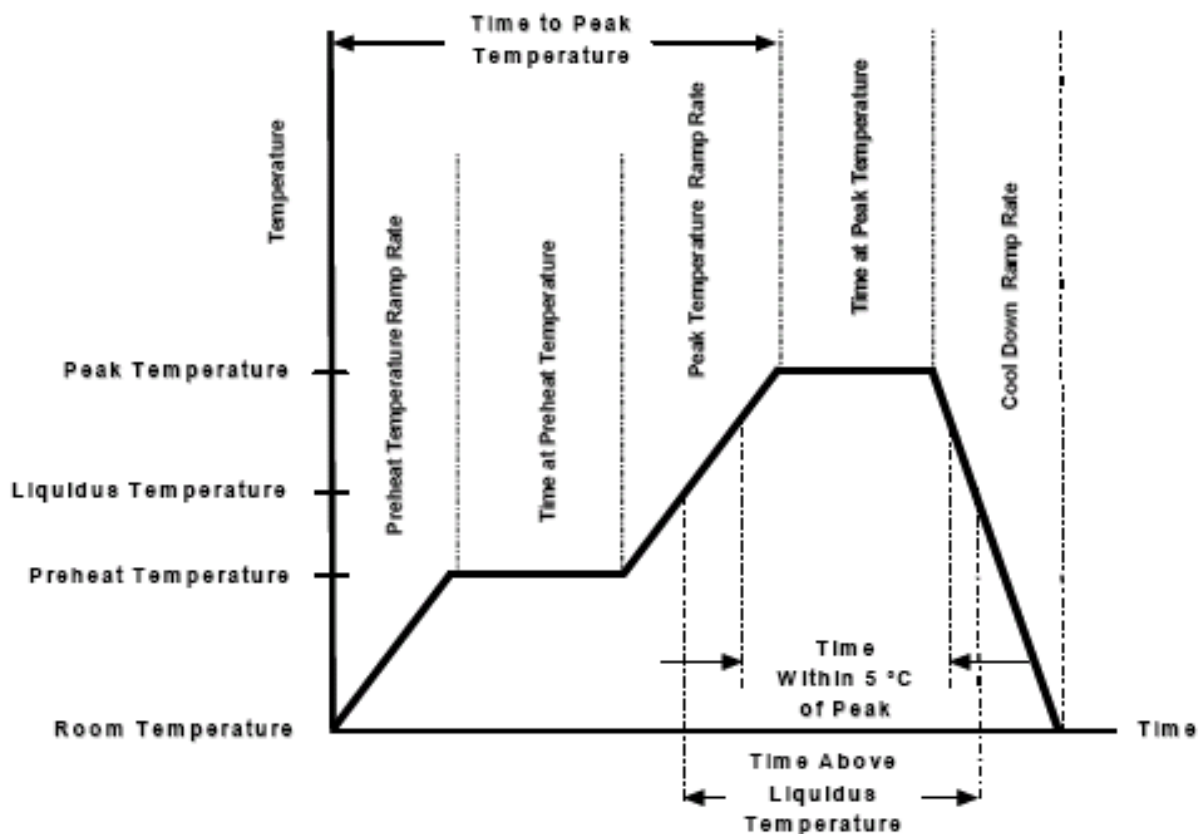 Time to Peak
Temperature
Temperature
Preheat Temperature Ramp Rate
Time at Preheat Temperature
Peak Temperature Ramp Rate
Time at Peak Temperature
Cool Down Ramp Rate
Peak Temperature
Liquidus Temperature
Preheat Temperature
Room Temperature
Time
Within 5 °C
of Peak
Time
Time Above
Liquidus
Temperature